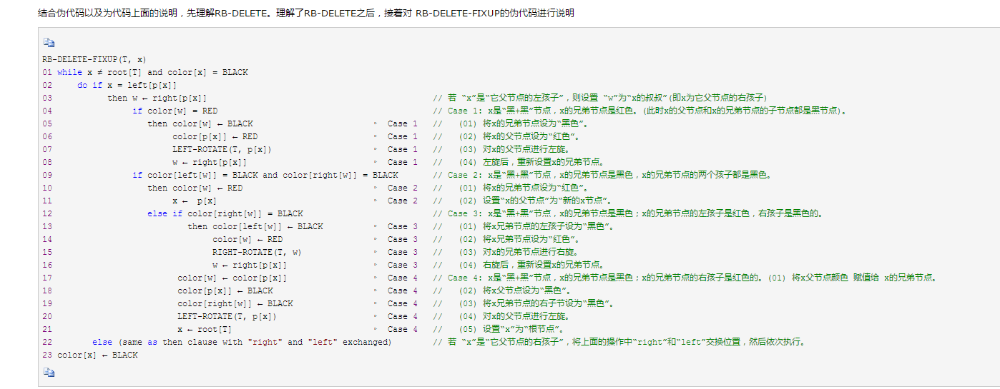 结合伪代码以及为代码上面的说明，先理解RB-DELETE。理解了RB-DELETE之后，接着对 RB-DELETE-FIXUP的伪代码进行说明
RB-DELETE-FIXUP(T, x)
01 while x ≠ root[T] and color[x] = BLACK
02     do if x = left[p[x]]
03           then w ← right[p[x]]                                             // 若 “x”是“它父节点的左孩子”，则设置 “w”为“x的叔叔”(即x为它父节点的右孩子)
04                if color[w] = RED                                           // Case 1: x是“黑+黑”节点，x的兄弟节点是红色。(此时x的父节点和x的兄弟节点的子节点都是黑节点)。
05                   then color[w] ← BLACK                        ▹  Case 1   //   (01) 将x的兄弟节点设为“黑色”。
06                        color[p[x]] ← RED                       ▹  Case 1   //   (02) 将x的父节点设为“红色”。
07                        LEFT-ROTATE(T, p[x])                    ▹  Case 1   //   (03) 对x的父节点进行左旋。
08                        w ← right[p[x]]                         ▹  Case 1   //   (04) 左旋后，重新设置x的兄弟节点。
09                if color[left[w]] = BLACK and color[right[w]] = BLACK       // Case 2: x是“黑+黑”节点，x的兄弟节点是黑色，x的兄弟节点的两个孩子都是黑色。
10                   then color[w] ← RED                          ▹  Case 2   //   (01) 将x的兄弟节点设为“红色”。
11                        x ←  p[x]                               ▹  Case 2   //   (02) 设置“x的父节点”为“新的x节点”。
12                   else if color[right[w]] = BLACK                          // Case 3: x是“黑+黑”节点，x的兄弟节点是黑色；x的兄弟节点的左孩子是红色，右孩子是黑色的。
13                           then color[left[w]] ← BLACK          ▹  Case 3   //   (01) 将x兄弟节点的左孩子设为“黑色”。
14                                color[w] ← RED                  ▹  Case 3   //   (02) 将x兄弟节点设为“红色”。
15                                RIGHT-ROTATE(T, w)              ▹  Case 3   //   (03) 对x的兄弟节点进行右旋。
16                                w ← right[p[x]]                 ▹  Case 3   //   (04) 右旋后，重新设置x的兄弟节点。
17                         color[w] ← color[p[x]]                 ▹  Case 4   // Case 4: x是“黑+黑”节点，x的兄弟节点是黑色；x的兄弟节点的右孩子是红色的。(01) 将x父节点颜色 赋值给 x的兄弟节点。
18                         color[p[x]] ← BLACK                    ▹  Case 4   //   (02) 将x父节点设为“黑色”。
19                         color[right[w]] ← BLACK                ▹  Case 4   //   (03) 将x兄弟节点的右子节设为“黑色”。
20                         LEFT-ROTATE(T, p[x])                   ▹  Case 4   //   (04) 对x的父节点进行左旋。
21                         x ← root[T]                            ▹  Case 4   //   (05) 设置“x”为“根节点”。
22        else (same as then clause with "right" and "left" exchanged)        // 若 “x”是“它父节点的右孩子”，将上面的操作中“right”和“left”交换位置，然后依次执行。
23 color[x] ← BLACK